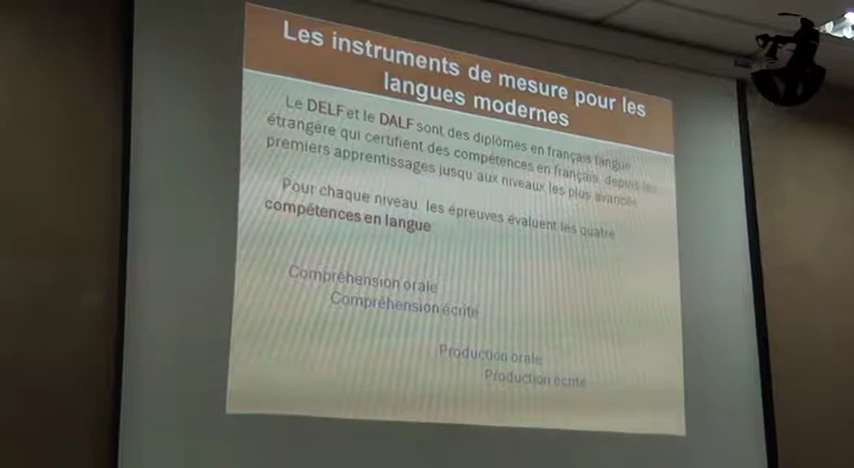 Les instruments de mesure pour les
langues modernes
Le DELF et le DALF sont des diplômes en français langue
étrangère qui certifient des compétences en français, depuis les
premiers apprentissages jusqu'aux niveaux les plus avancés
Pour chaque niveau, les épreuves évaluent les quatre
compétences en langue
Compréhension orale
Compréhension écrite
Production orale
Production écrite